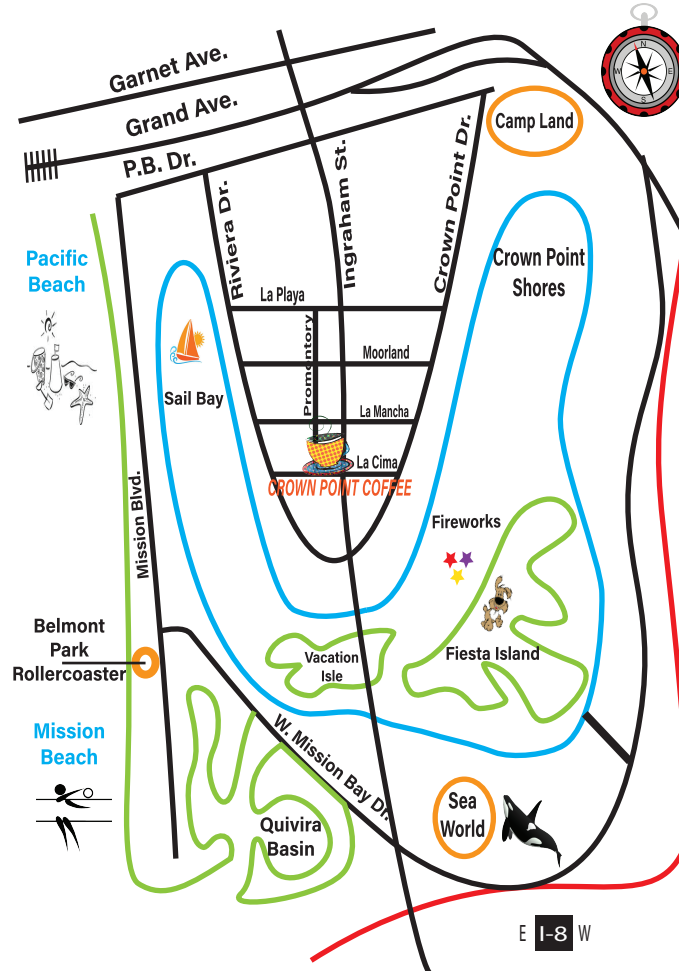 Garnet Ave.
Grand Ave.
P.B. Dr.
N
W
E
S
Camp Land
Riviera Dr.
Ingraham St.
Crown Point Dr.
Pacific
Beach
Crown Point
Shores
La Playa
Promontory
Moorland
Sail Bay
La Mancha
La Cima
CROWN POINT COFFEE
Mission Blvd.
Fireworks
Belmont
Park
Rollercoaster
Vacation
Isle
Fiesta Island
Mission
Beach
W. Mission Bay Dr.
Quivira
Basin
Sea
World
E I-8 W